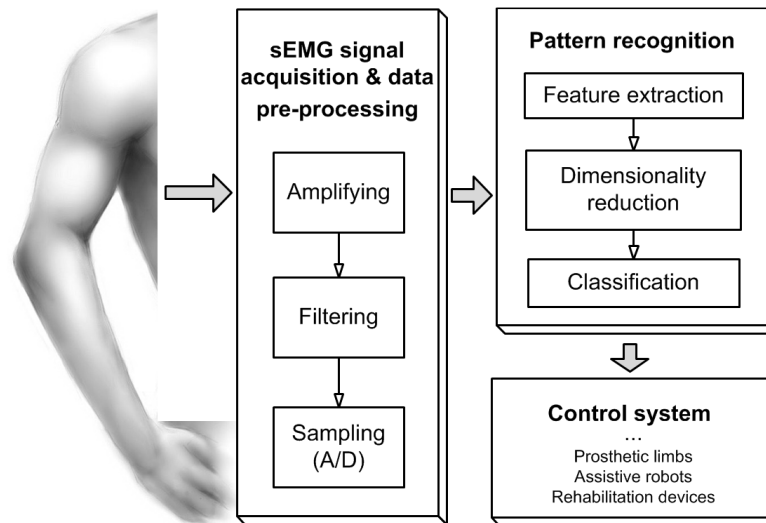 sEMG signal
acquisition & data
pre-processing
Amplifying
Filtering
Sampling
(A/D)
Pattern recognition
Feature extraction
Dimensionality
reduction
Classification
Control system
...
Prosthetic limbs
Assistive robots
Rehabilitation devices